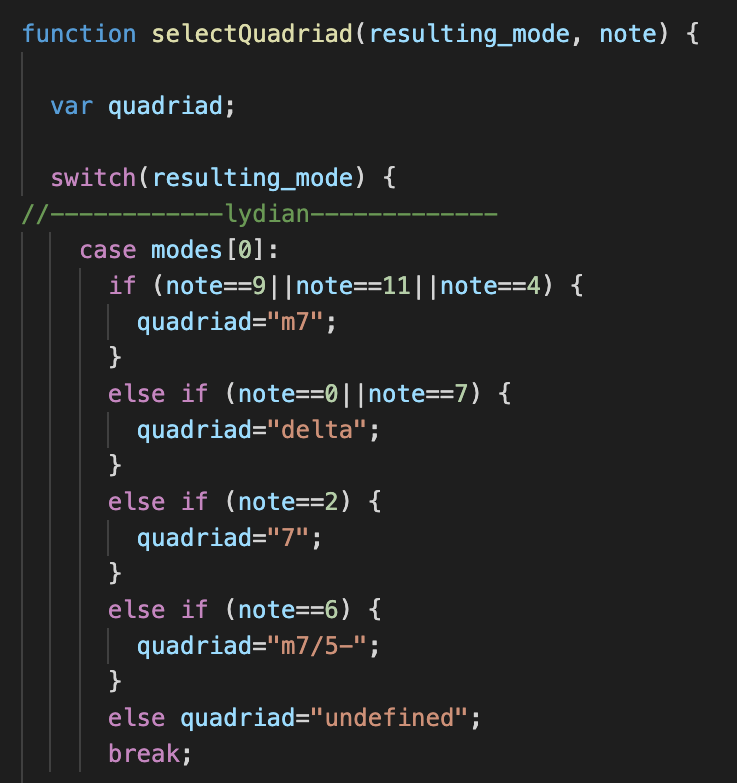 function selectQuadriad(resulting_mode, note) {
var quadriad;
switch(resulting_mode) {
//------------lydian-------------
case modes[0]:
if (note==9||note==11||note==4) {
quadriad="m7";
}
else if (note==0||note==7) {
quadriad="delta";
}
else if (note==2) {
quadriad="7";
}
else if (note==6) {
quadriad="m7/5-";
}
else quadriad="undefined";
break;